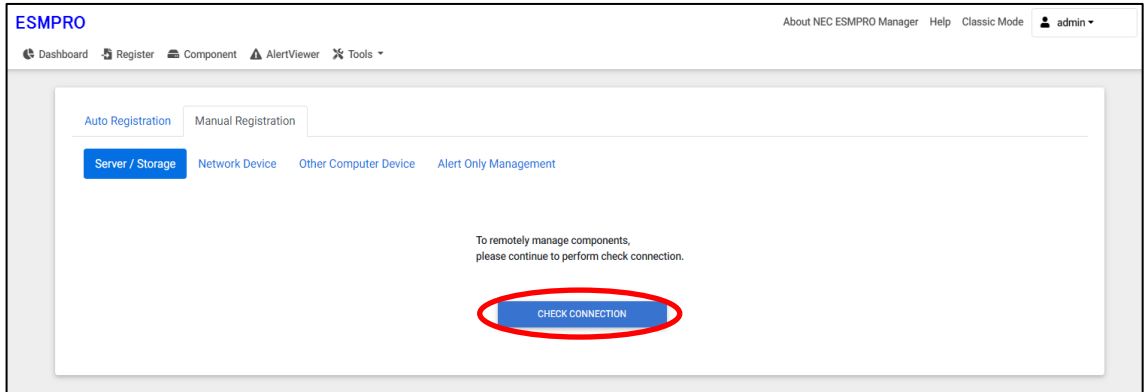 ESMPRO
About NEC ESMPRO Manager Help Classic Mode admin
Dashboard Register Component AlertViewer Tools
Auto Registration Manual Registration
Server / Storage Network Device Other Computer Device Alert Only Management
To remotely manage components,
please continue to perform check connection.
CHECK CONNECTION